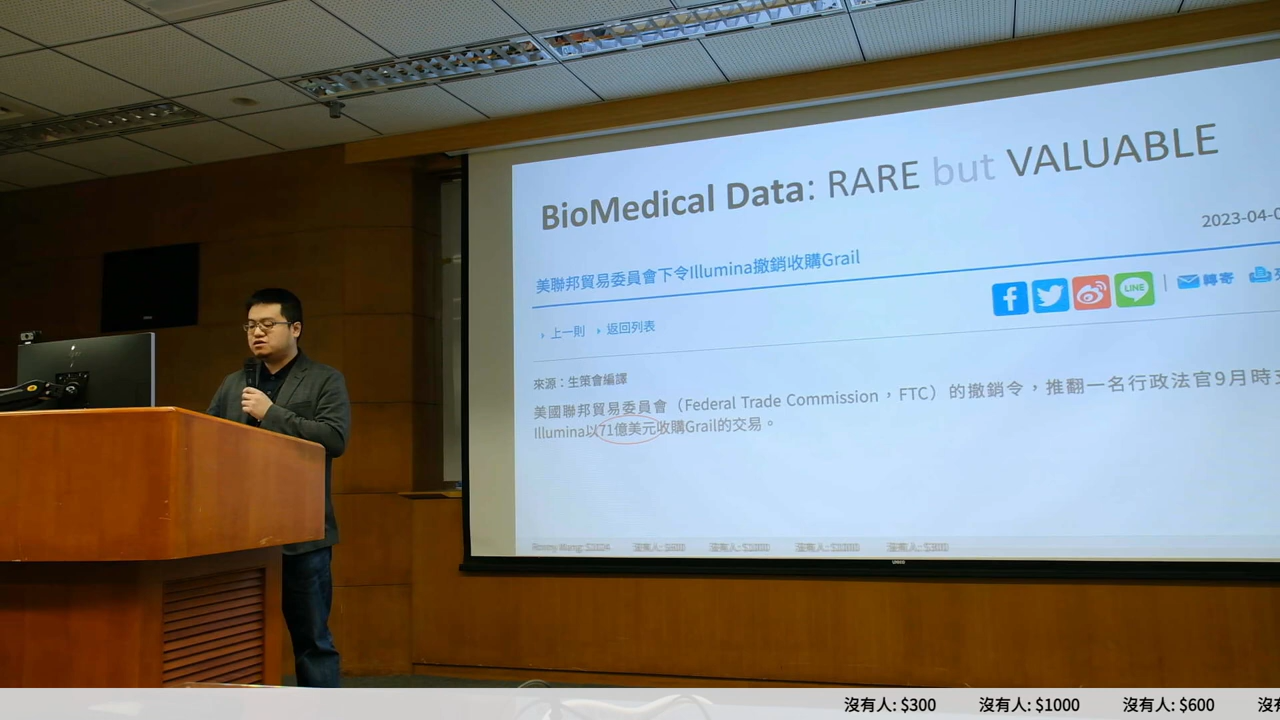 BioMedical Data: RARE but VALUABLE
2023-04-0
美聯邦貿易委員會下令Illumina撤銷收購Grail
LINE
轉寄
上一則 返回列表
來源：生策會編譯
美國聯邦貿易委員會（Federal Trade Commission，FTC）的撤銷令，推翻一名行政法官9月時
Illumina以71億美元收購Grail的交易。
沒有人: $300 沒有人: $1000 沒有人: $600